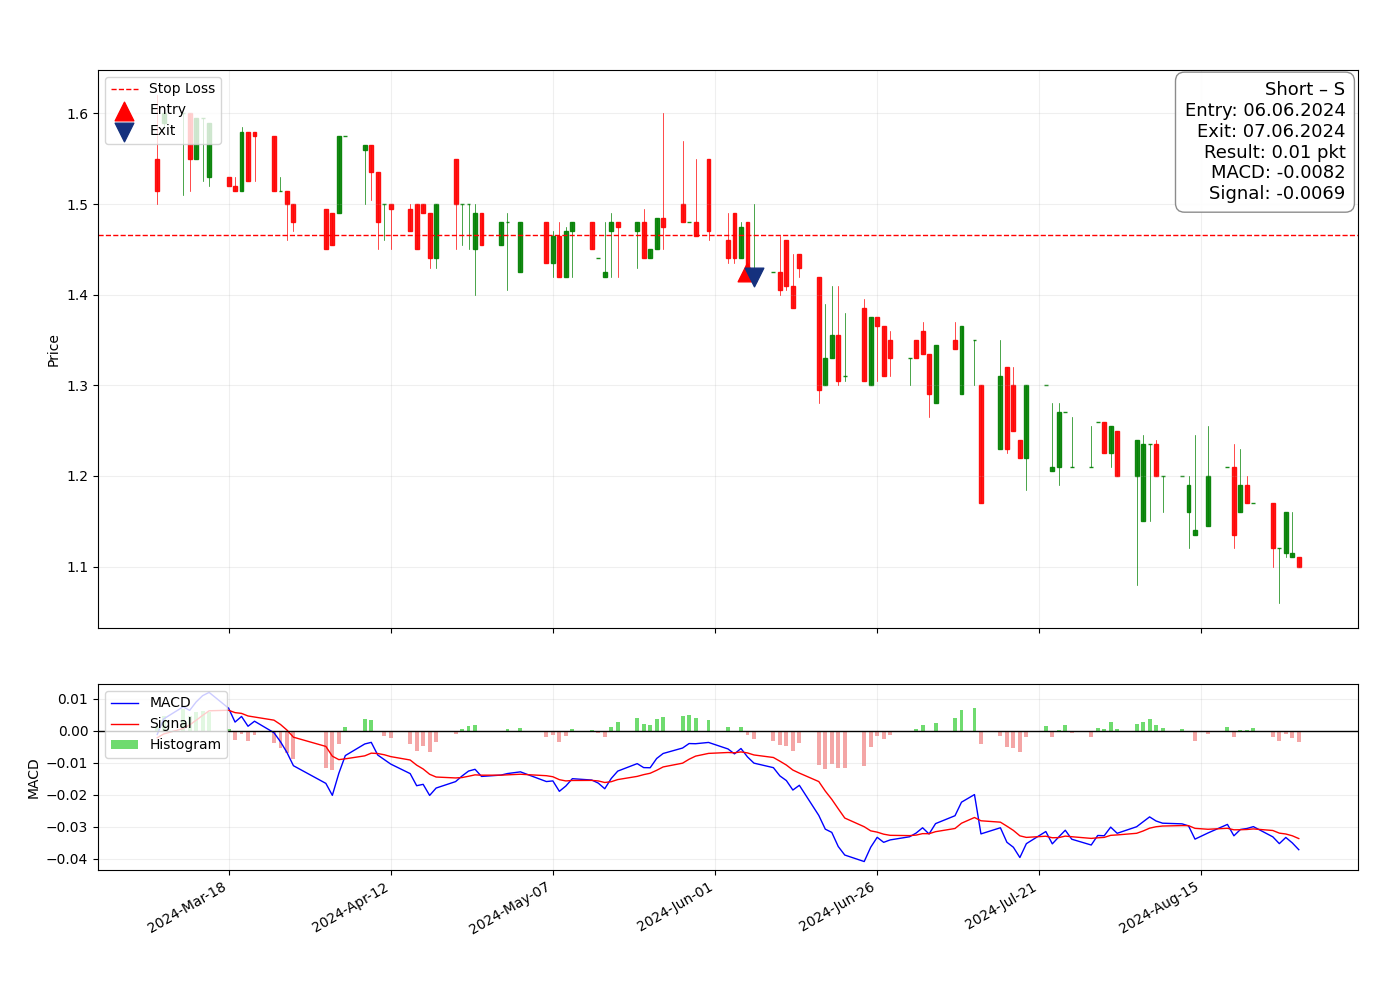 Stop Loss
Entry
Exit
Short – S
Entry: 06.06.2024
Exit: 07.06.2024
Result: 0.01 pkt
MACD: -0.0082
Signal: -0.0069
1.6
1.5
1.4
1.3
1.2
1.1
Price
MACD
Signal
Histogram
0.01
0.00
−0.01
−0.02
−0.03
−0.04
MACD
2024-Mar-18
2024-Apr-12
2024-May-07
2024-Jun-01
2024-Jun-26
2024-Jul-21
2024-Aug-15